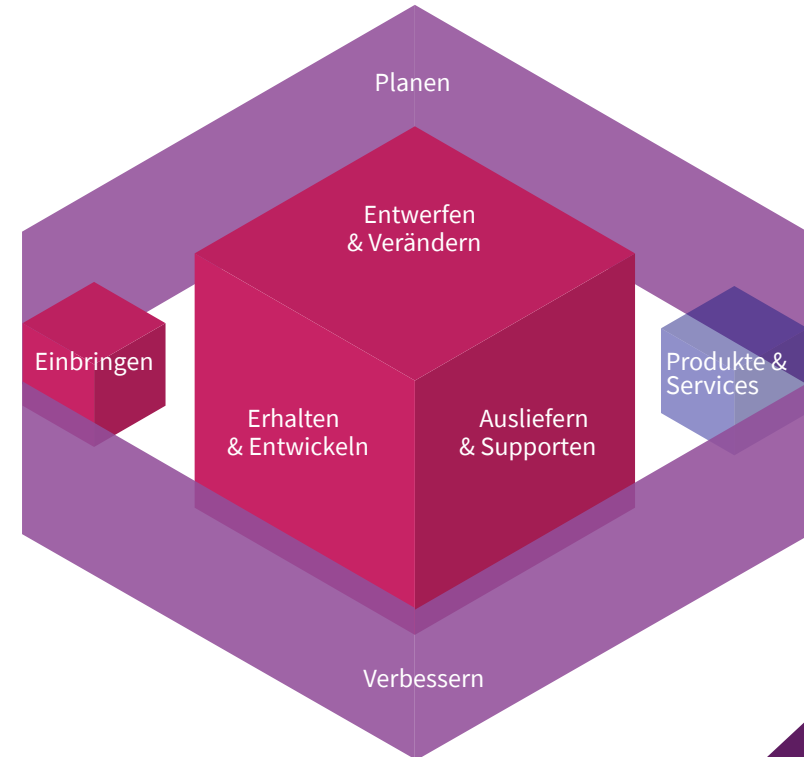 Planen
Entwerfen
& Verändern
Einbringen
Produkte &
Services
Erhalten
& Entwickeln
Ausliefern
& Supporten
Verbessern